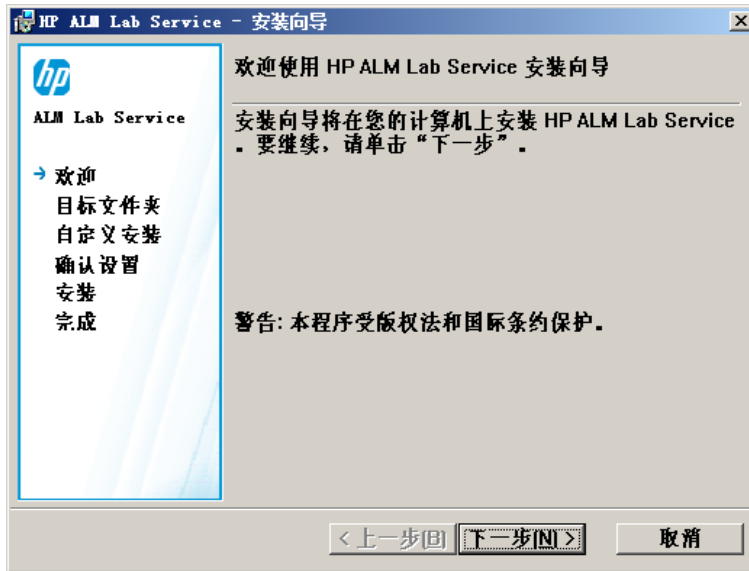 HP ALM Lab Service - 安装向导
hp
ALM Lab Service
欢迎
目标文件夹
自定义安装
确认设置
安装
完成
欢迎使用 HP ALM Lab Service 安装向导
安装向导将在您的计算机上安装 HP ALM Lab Service
。要继续，请单击“下一步”。
警告: 本程序受版权法和国际条约保护。
< 上一步(B) 下一步(N) > 取消